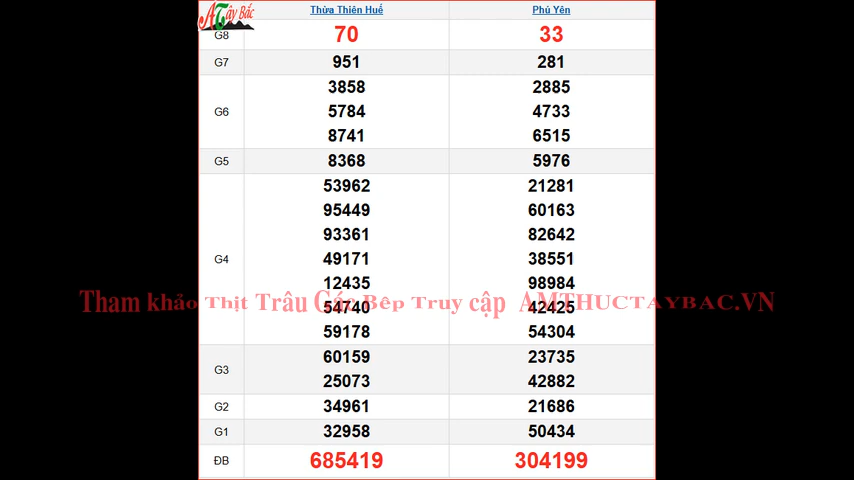 ATây Bắc
Thừa Thiên Huế Phú Yên
G8 70 33
G7 951 281
3858 2885
G6 5784 4733
8741 6515
G5 8368 5976
53962 21281
95449 60163
93361 82642
G4 49171 38551
12435 98984
Tham khảo Thịt Trâu Gác Bếp Truy cập AMTHUCTAYBAC.VN
54740 42425
59178 54304
G3 60159 23735
25073 42882
G2 34961 21686
G1 32958 50434
ĐB 685419 304199